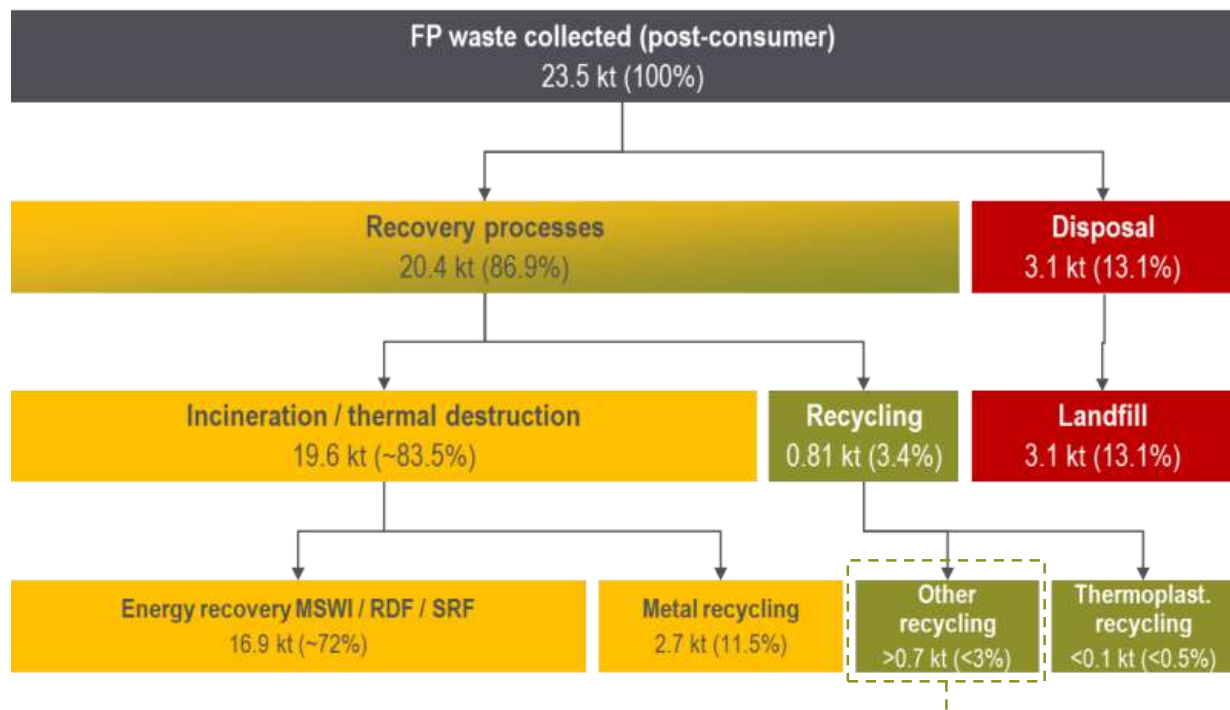 FP waste collected (post-consumer)
23.5 kt (100%)
Recovery processes
20.4 kt (86.9%)
Disposal
3.1 kt (13.1%)
Incineration / thermal destruction
19.6 kt (~83.5%)
Recycling
0.81 kt (3.4%)
Landfill
3.1 kt (13.1%)
Energy recovery MSWI / RDF / SRF
16.9 kt (~72%)
Metal recycling
2.7 kt (11.5%)
Other
recycling
>0.7 kt (<3%)
Thermoplast.
recycling
<0.1 kt (<0.5%)